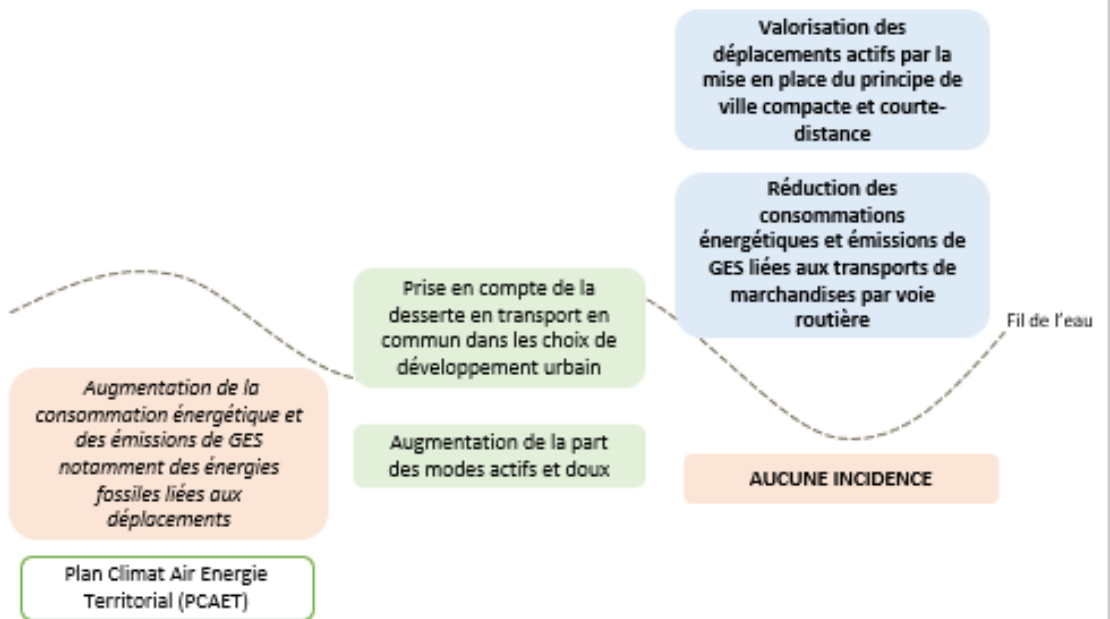 Valorisation des
déplacements actifs par la
mise en place du principe de
ville compacte et courte-
distance
Réduction des
consommations
énergétiques et émissions de
GES liées aux transports de
marchandises par voie
routière
Fil de l'eau
Prise en compte de la
desserte en transport en
commun dans les choix de
développement urbain
Augmentation de la
consommation énergétique et
des émissions de GES
notamment des énergies
fossiles liées aux
déplacements
Augmentation de la part
des modes actifs et doux
AUCUNE INCIDENCE
Plan Climat Air Energie
Territorial (PCAET)